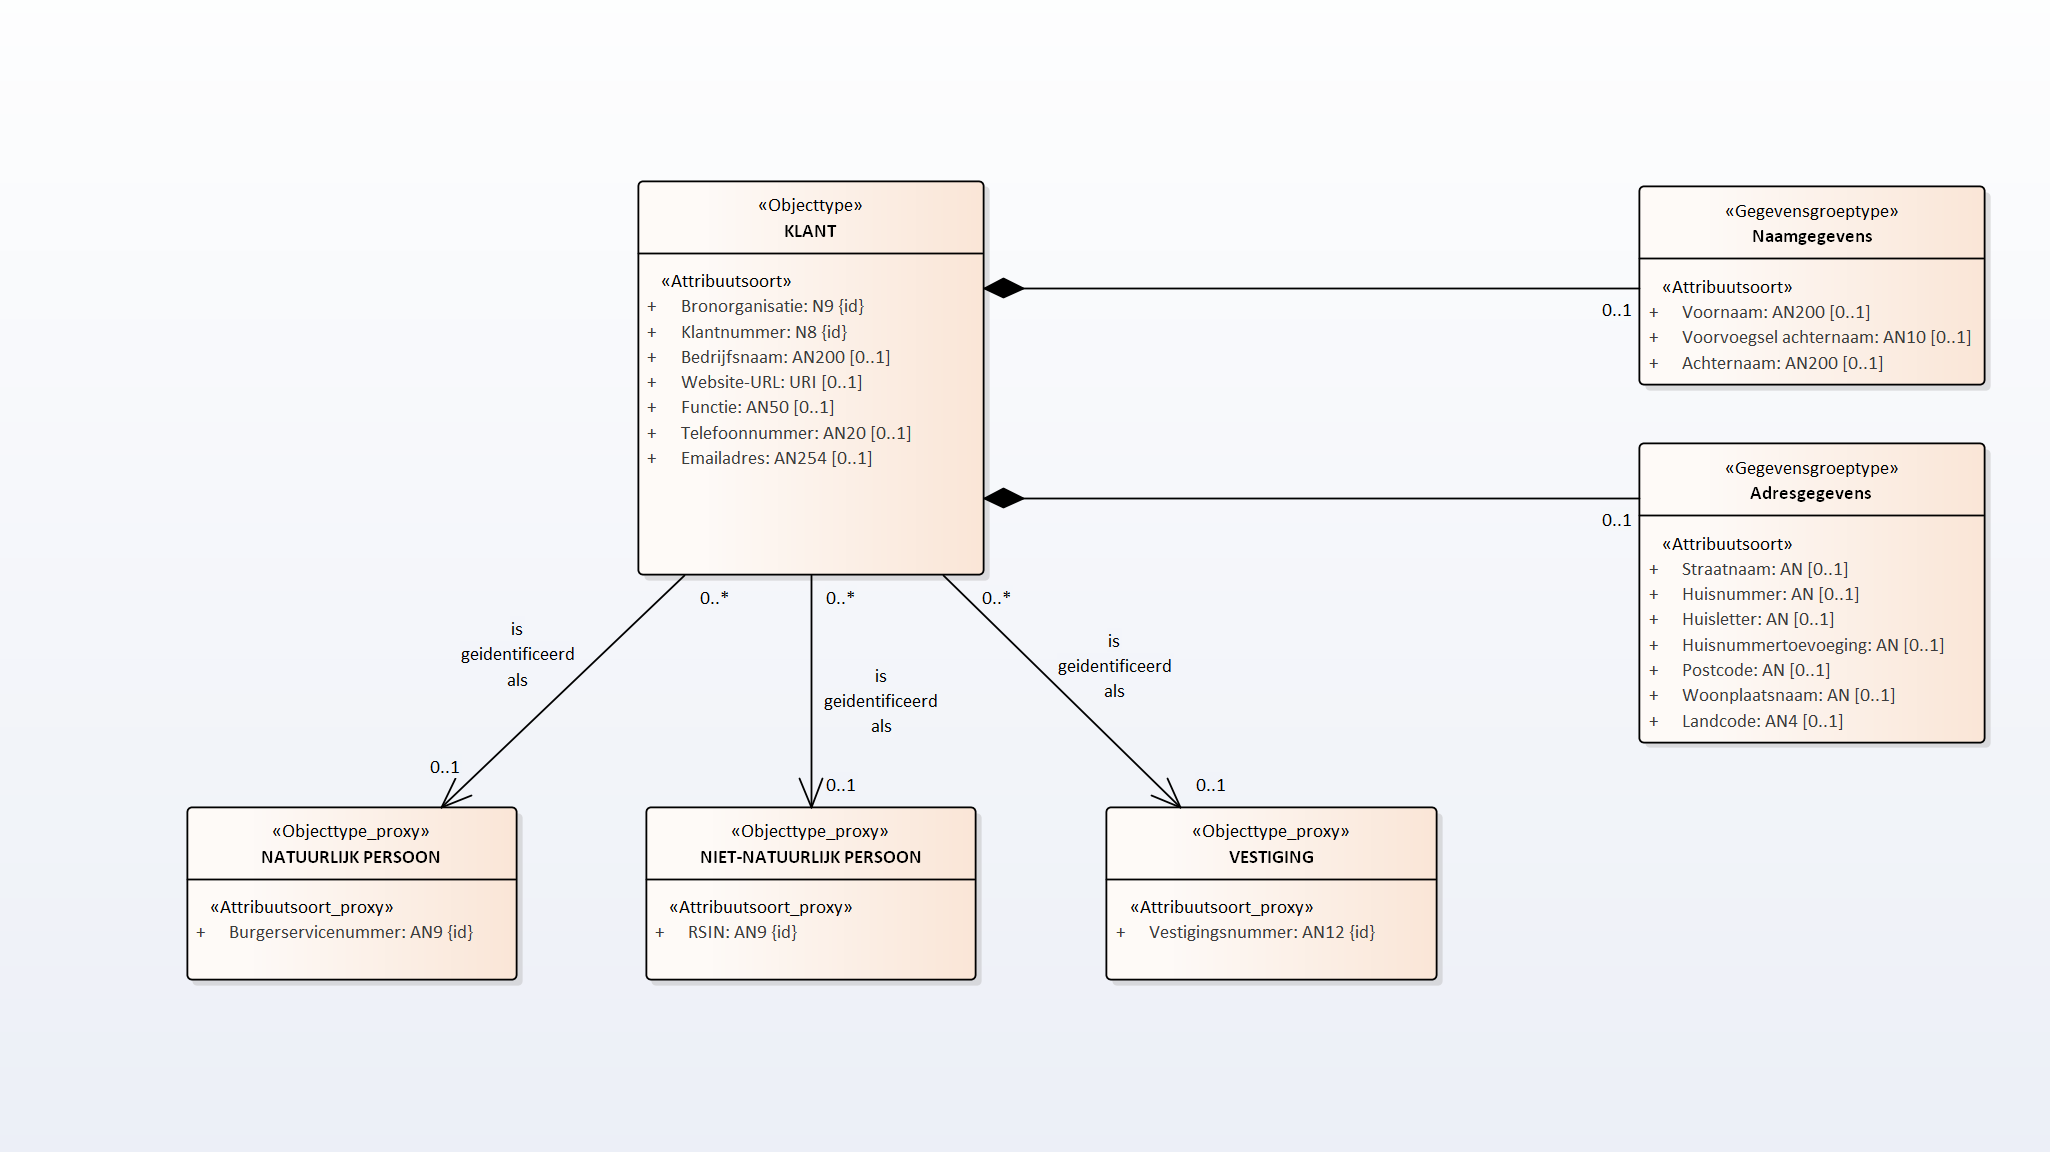 «Objecttype»
KLANT
«Attribuutsoort»
+ Bronorganisatie: N9 {id}
+ Klantnummer: N8 {id}
+ Bedrijfsnaam: AN200 [0..1]
+ Website-URL: URI [0..1]
+ Functie: AN50 [0..1]
+ Telefoonnummer: AN20 [0..1]
+ Emailadres: AN254 [0..1]
«Gegevensgroeptype»
Naamgegevens
«Attribuutsoort»
+ Voornaam: AN200 [0..1]
+ Voorvoegsel achternaam: AN10 [0..1]
+ Achternaam: AN200 [0..1]
0..1
«Gegevensgroeptype»
Adresgegevens
«Attribuutsoort»
+ Straatnaam: AN [0..1]
+ Huisnummer: AN [0..1]
+ Huisletter: AN [0..1]
+ Huisnummertoevoeging: AN [0..1]
+ Postcode: AN [0..1]
+ Woonplaatsnaam: AN [0..1]
+ Landcode: AN4 [0..1]
0..1
0..*
is
geidentificeerd
als
0..1
0..*
is
geidentificeerd
als
0..1
0..*
is
geidentificeerd
als
0..1
«Objecttype_proxy»
NATUURLIJK PERSOON
«Attribuutsoort_proxy»
+ Burgerservicenummer: AN9 {id}
«Objecttype_proxy»
NIET-NATUURLIJK PERSOON
«Attribuutsoort_proxy»
+ RSIN: AN9 {id}
«Objecttype_proxy»
VESTIGING
«Attribuutsoort_proxy»
+ Vestigingsnummer: AN12 {id}